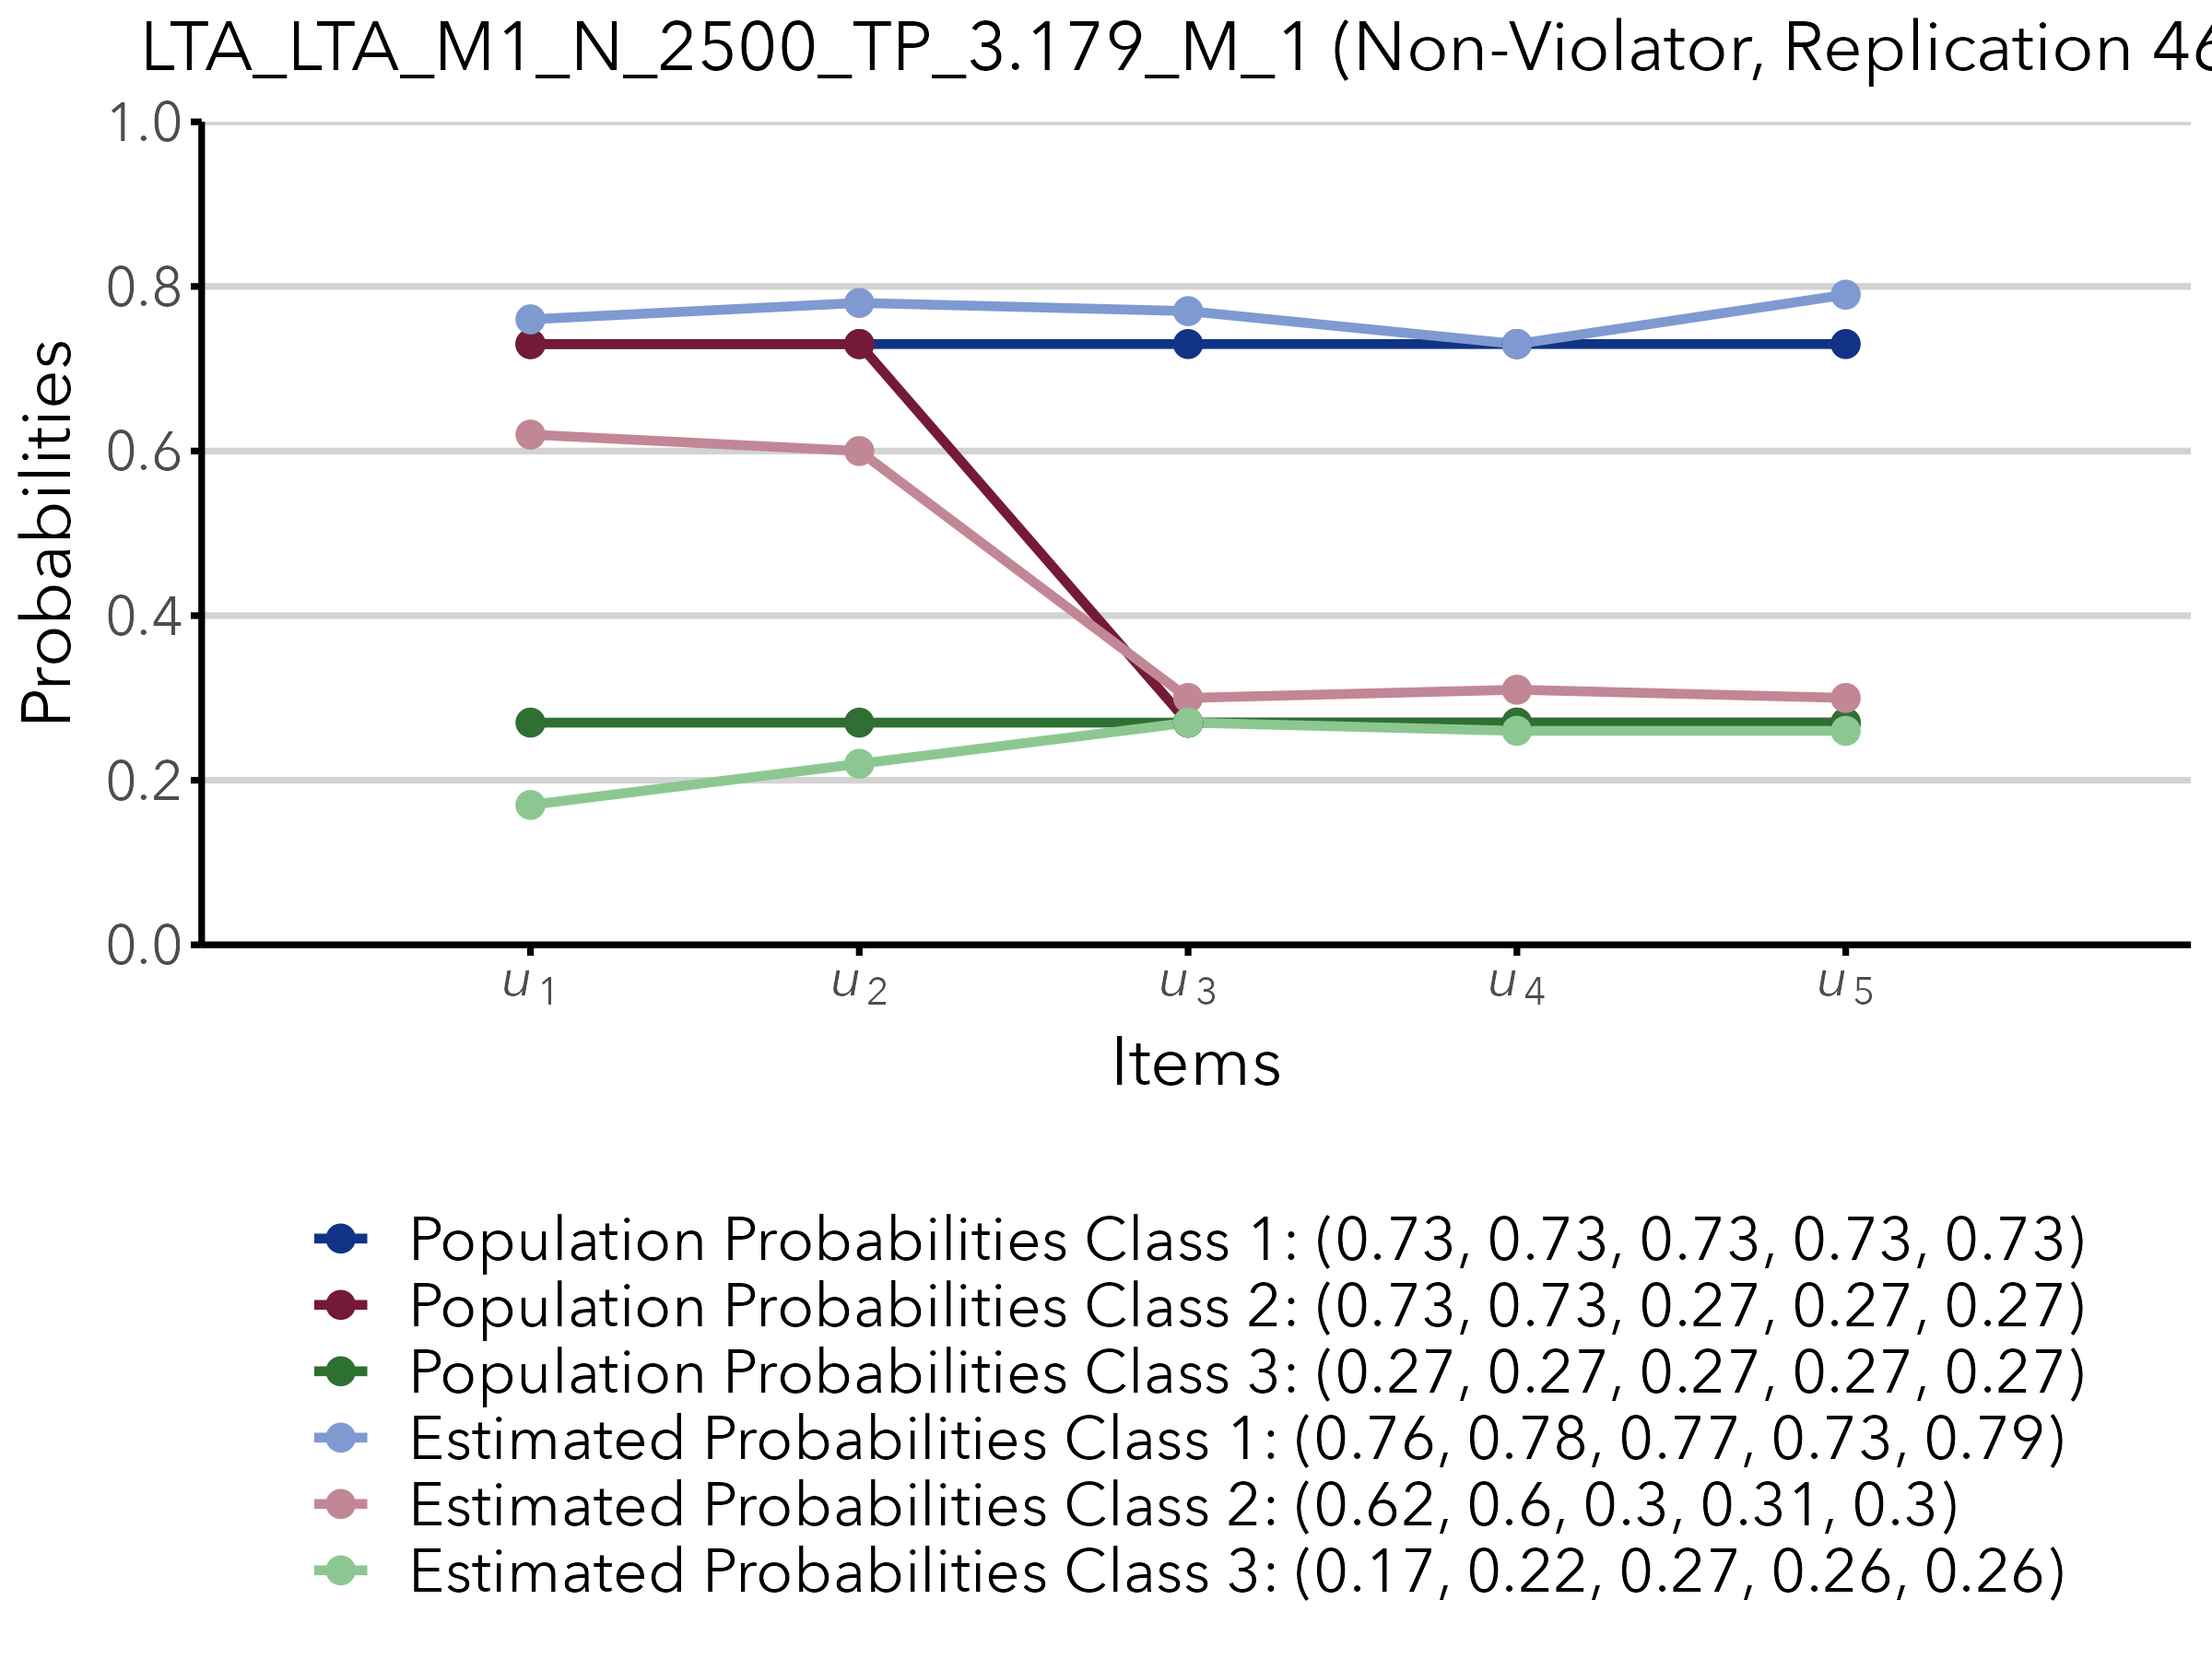 LTA_LTA_M1_N_2500_TP_3.179_M_1 (Non-Violator, Replication 46
1.0
0.8
0.6
0.4
0.2
0.0
Probabilities
u1
u2
u3
u4
u5
Items
Population Probabilities Class 1: (0.73, 0.73, 0.73, 0.73, 0.73)
Population Probabilities Class 2: (0.73, 0.73, 0.27, 0.27, 0.27)
Population Probabilities Class 3: (0.27, 0.27, 0.27, 0.27, 0.27)
Estimated Probabilities Class 1: (0.76, 0.78, 0.77, 0.73, 0.79)
Estimated Probabilities Class 2: (0.62, 0.6, 0.3, 0.31, 0.3)
Estimated Probabilities Class 3: (0.17, 0.22, 0.27, 0.26, 0.26)